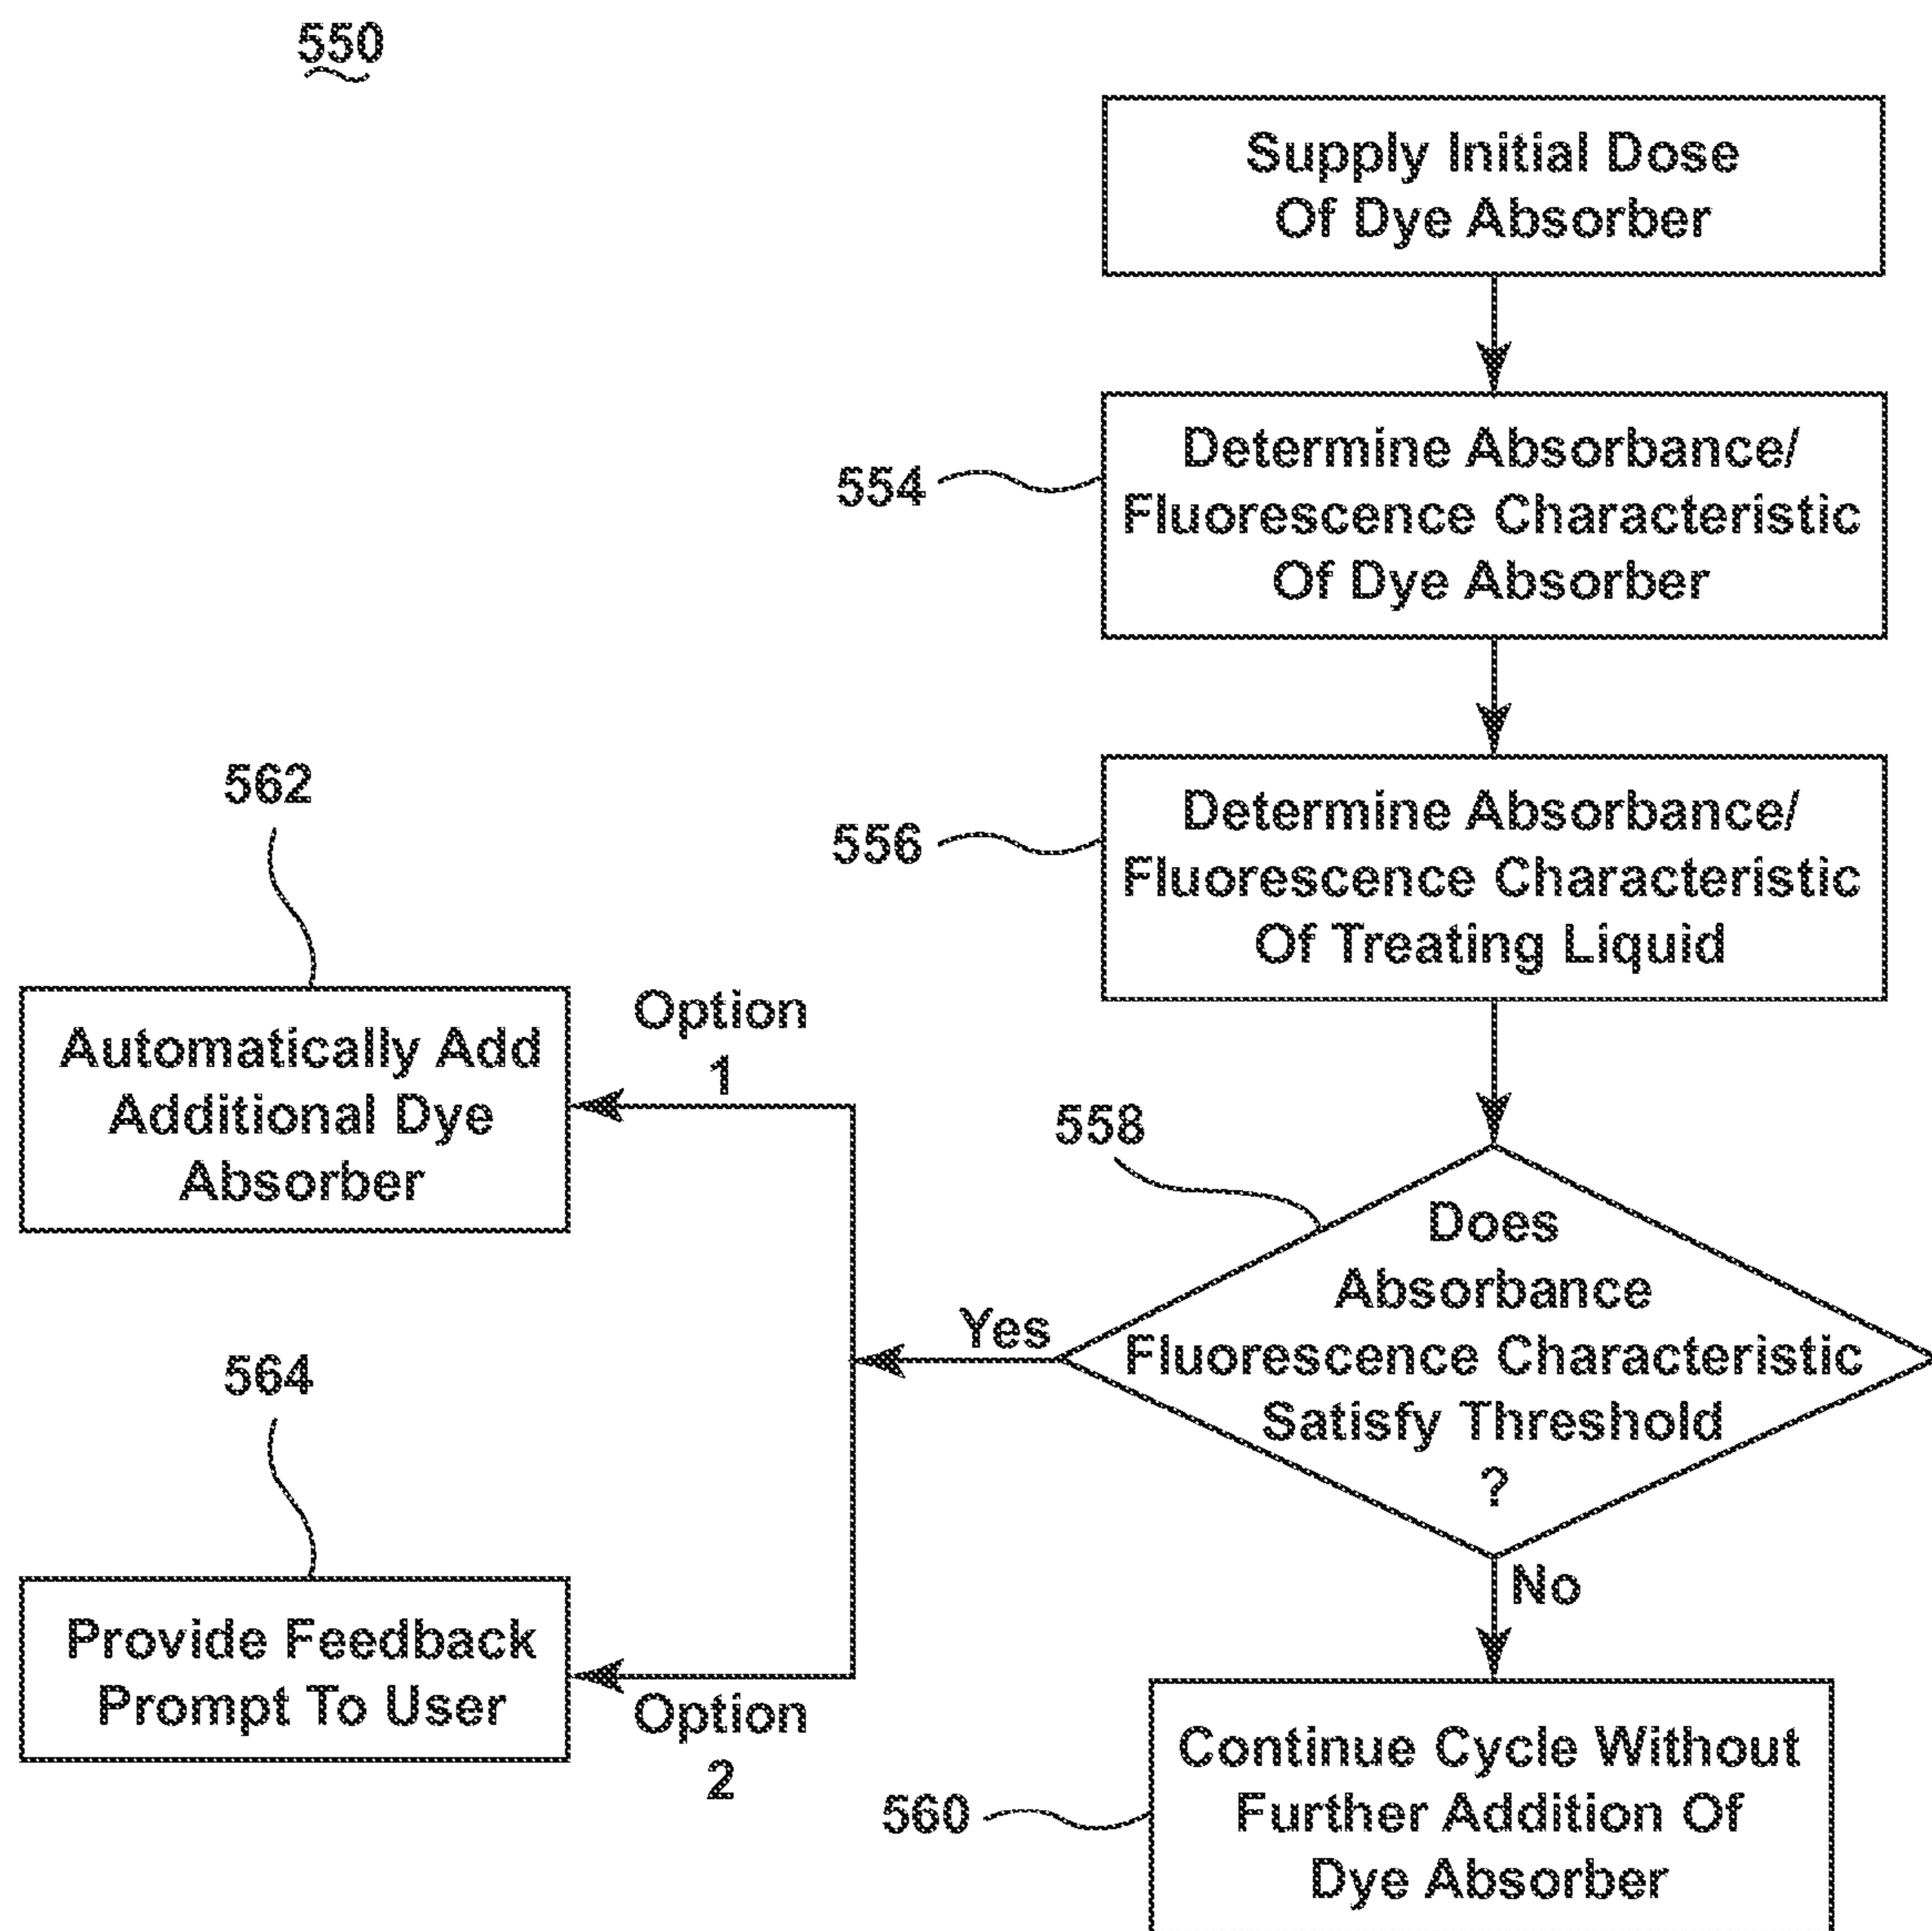 550
Supply Initial Dose
Of Dye Absorber
554
Determine Absorbance/
Fluorescence Characteristic
Of Dye Absorber
556
Determine Absorbance/
Fluorescence Characteristic
Of Treating Liquid
558
Does
Absorbance
Fluorescence Characteristic
Satisfy Threshold
?
Yes
No
562
Automatically Add
Additional Dye
Absorber
Option
1
564
Provide Feedback
Prompt To User
Option
2
560
Continue Cycle Without
Further Addition Of
Dye Absorber